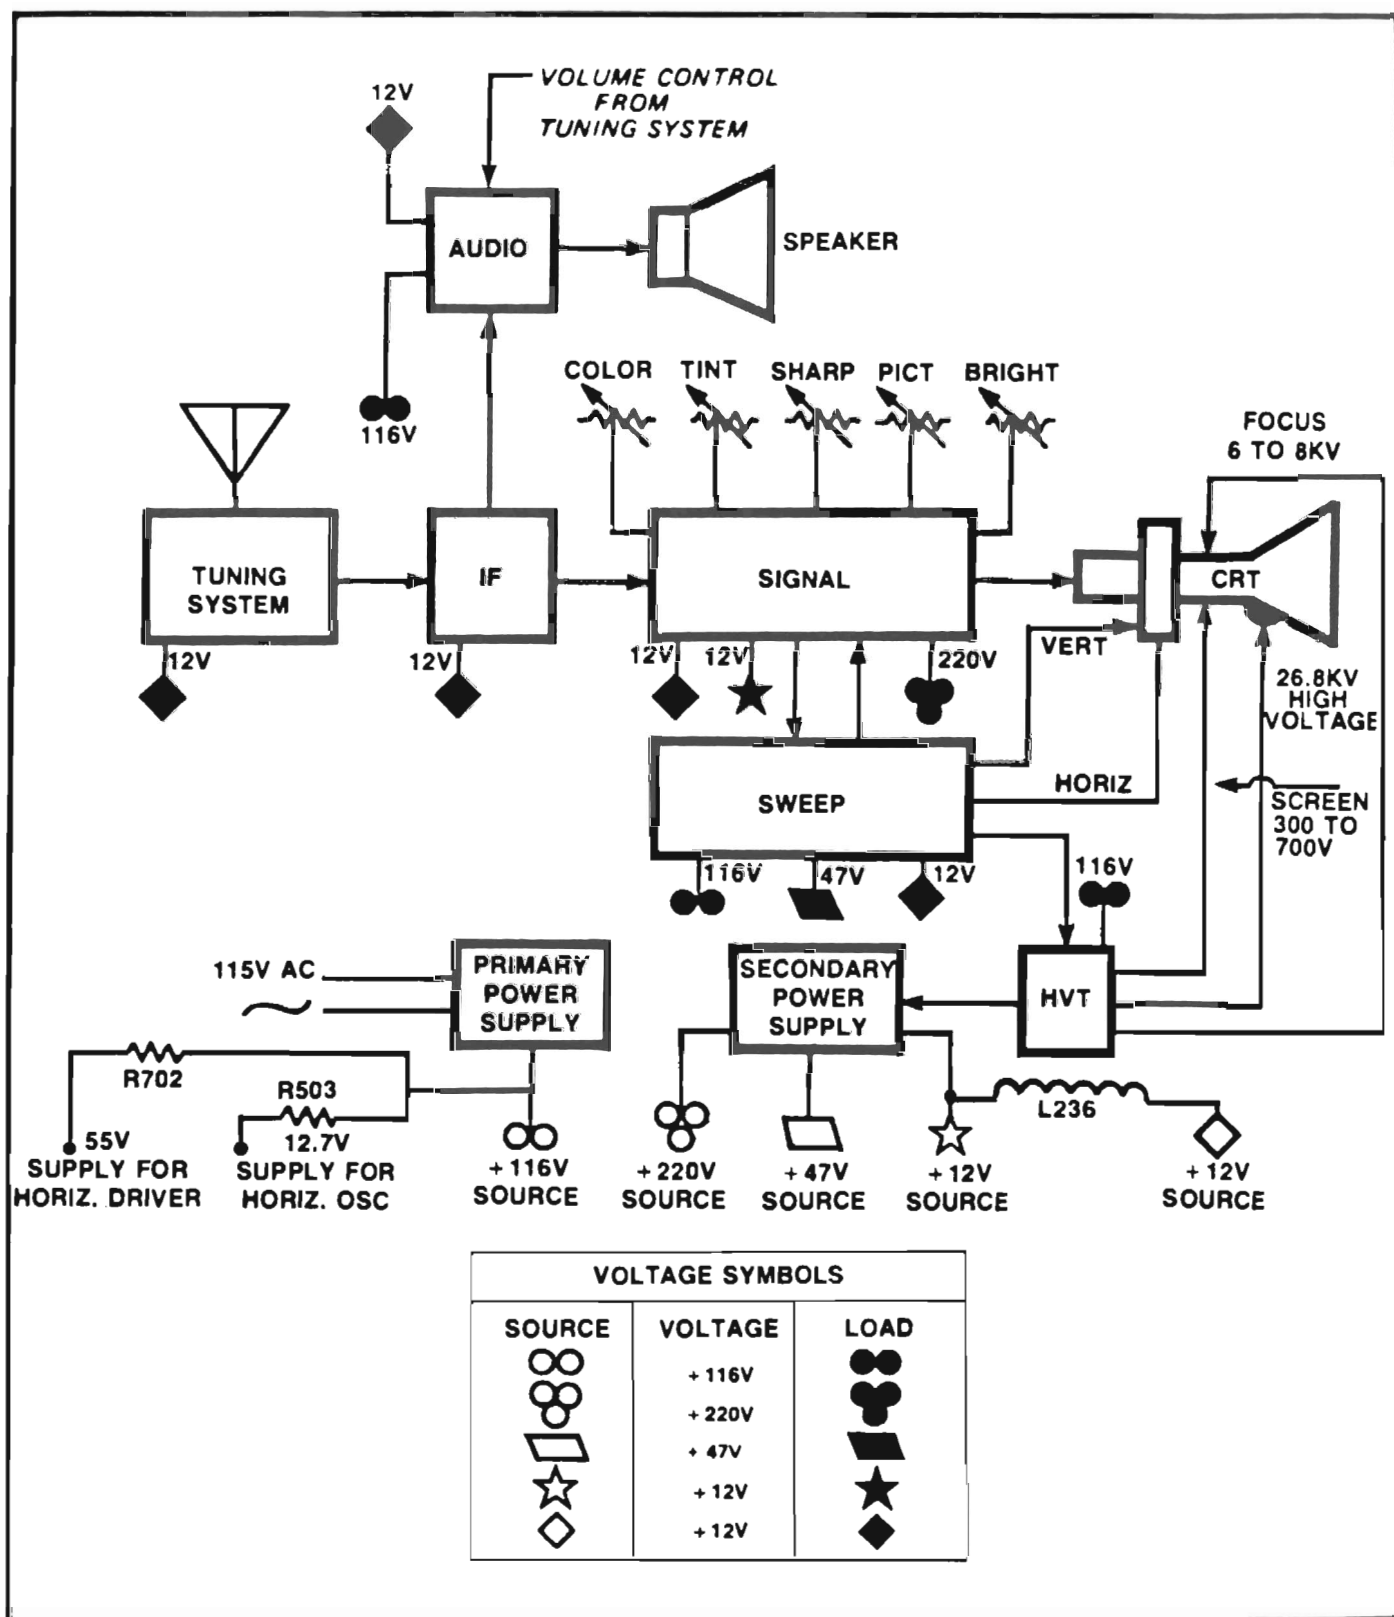 VOLUME CONTROL
FROM
TUNING SYSTEM
12V
AUDIO
SPEAKER
116V
COLOR
TINT
SHARP
PICT
BRIGHT
FOCUS
6 TO 8KV
TUNING
SYSTEM
IF
SIGNAL
CRT
12V
12V
12V
12V
220V
VERT
26.8KV
HIGH
VOLTAGE
SWEEP
HORIZ
SCREEN
300 TO
700V
116V
47V
12V
116V
115V AC
PRIMARY
POWER
SUPPLY
SECONDARY
POWER
SUPPLY
HVT
R702
R503
L236
55V
SUPPLY FOR
HORIZ. DRIVER
12.7V
SUPPLY FOR
HORIZ. OSC
+116V
SOURCE
+220V
SOURCE
+47V
SOURCE
+12V
SOURCE
+12V
SOURCE
VOLTAGE SYMBOLS
SOURCE VOLTAGE LOAD
+116V
+220V
+47V
+12V
+12V